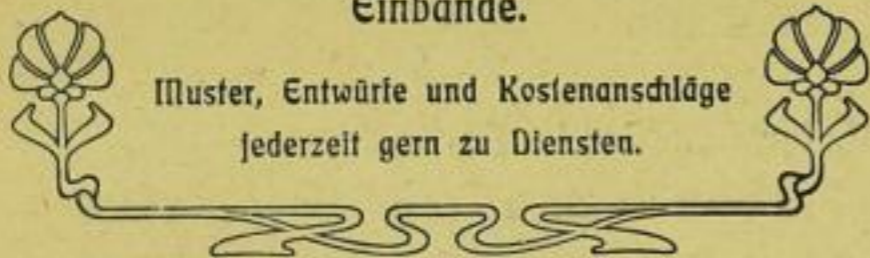 Einbände.
Muster, Entwürfe und Kostenanschläge
jederzeit gern zu Diensten.